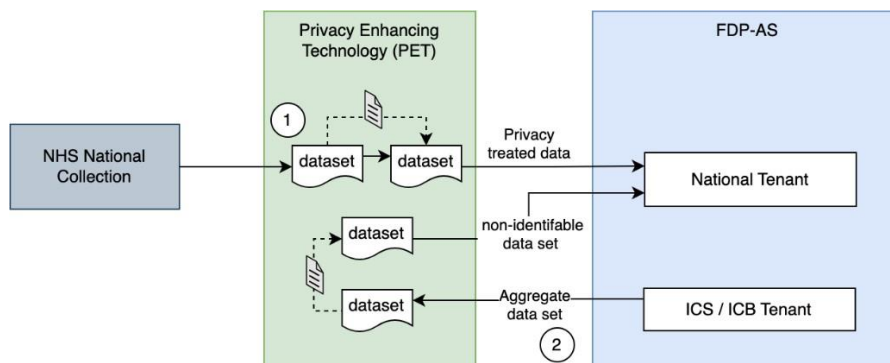 Privacy Enhancing
Technology (PET)
FDP-AS
1
NHS National
Collection
dataset
dataset
Privacy
treated data
National Tenant
dataset
non-identifable
data set
dataset
Aggregate
data set
ICS / ICB Tenant
2